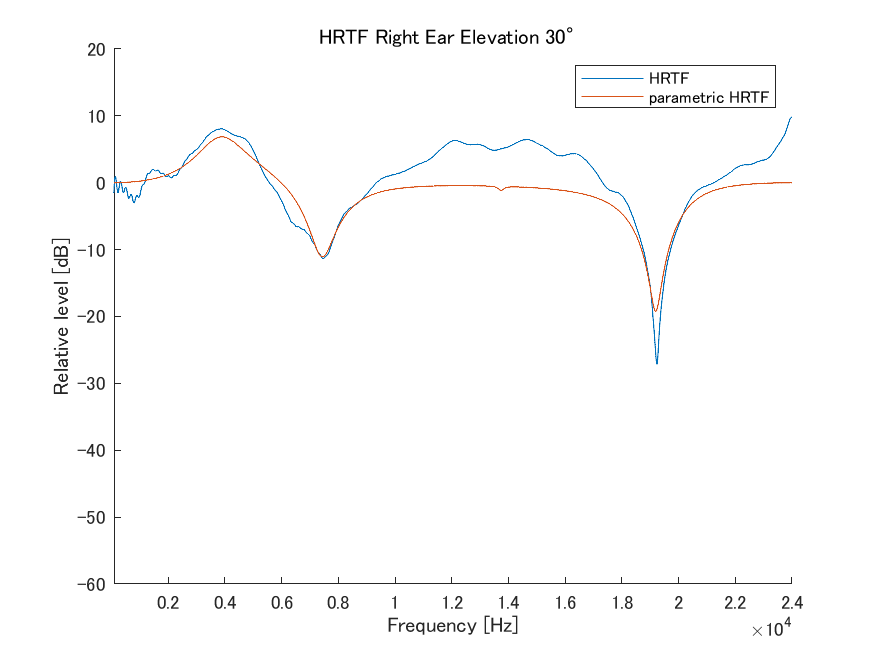 HRTF Right Ear Elevation 30°
HRTF
parametric HRTF
20
10
0
−10
−20
−30
−40
−50
−60
Relative level [dB]
0.2 0.4 0.6 0.8 1 1.2 1.4 1.6 1.8 2 2.2 2.4
Frequency [Hz]
×10⁴